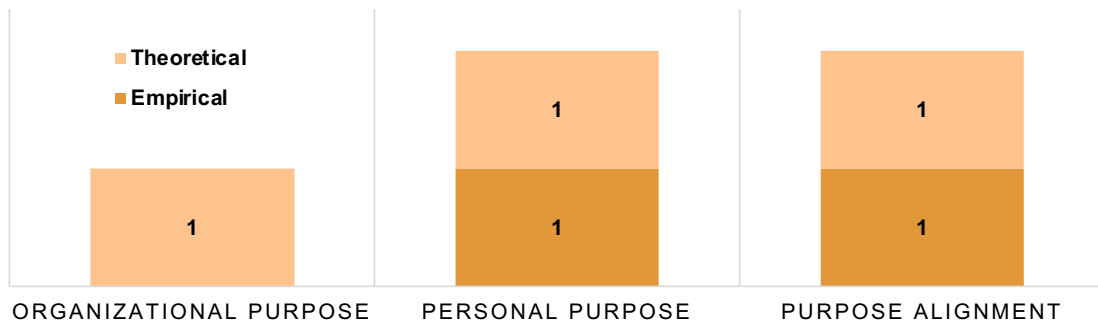 Theoretical
Empirical
1 1
1 1 1
ORGANIZATIONAL PURPOSE PERSONAL PURPOSE PURPOSE ALIGNMENT